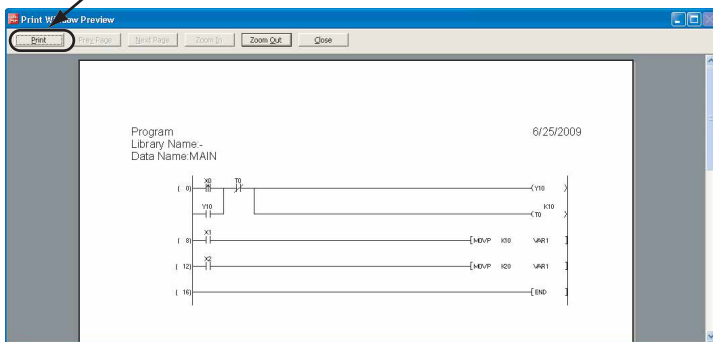 Print Window Preview
Print Prev Page Next Page Zoom In Zoom Out Close
Program 6/25/2009
Library Name:-
Data Name:MAIN
X0 T0
( 0) (Y10 )
Y10 K10
(T0 )
X1
( 8) [MOVP K10 VAR1 ]
X2
( 12) [MOVP K20 VAR1 ]
( 16) [END ]